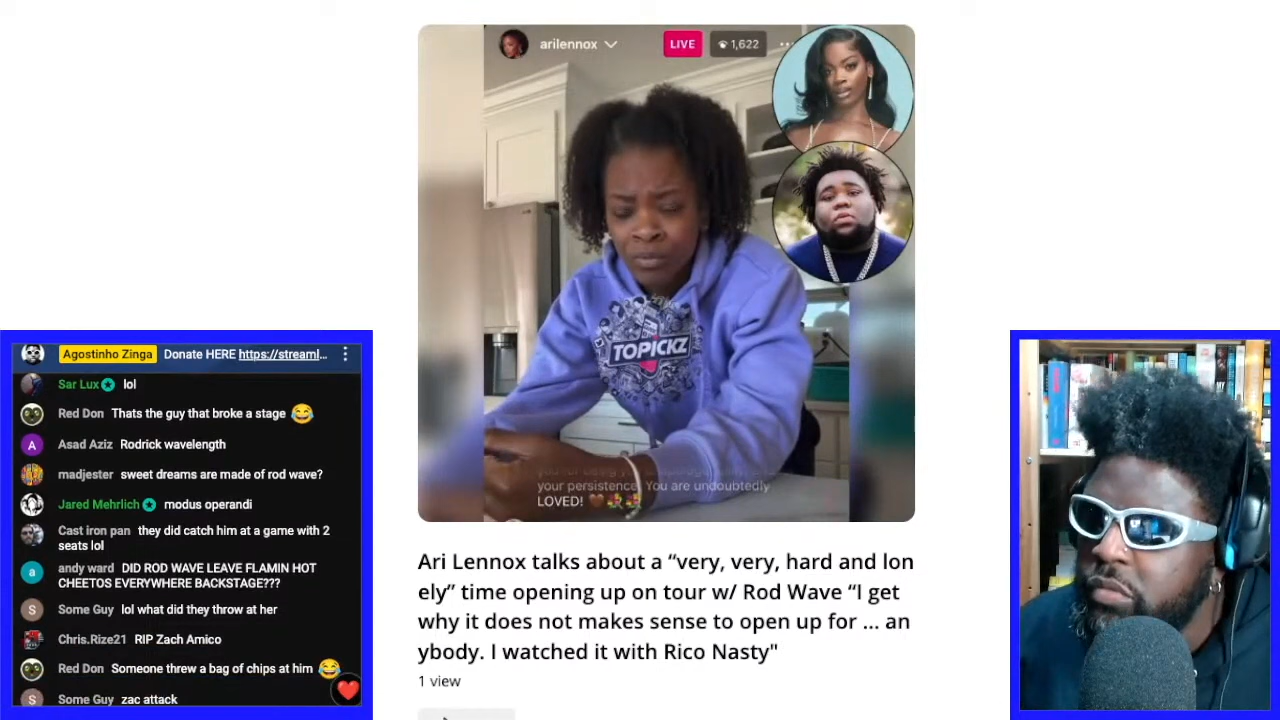 arilennox
LIVE
1,622
TOPICKZ
your persistence. You are undoubtedly
LOVED! 🤎💐💐
Ari Lennox talks about a “very, very, hard and lon
ely” time opening up on tour w/ Rod Wave “I get
why it does not makes sense to open up for ... an
ybody. I watched it with Rico Nasty"
1 view
Agostinho Zinga Donate HERE https://streaml...
Sar Lux lol
Red Don Thats the guy that broke a stage 😂
A
Asad Aziz Rodrick wavelength
madjester sweet dreams are made of rod wave?
Jared Mehrlich modus operandi
Cast iron pan they did catch him at a game with 2
seats lol
a
andy ward DID ROD WAVE LEAVE FLAMIN HOT
CHEETOS EVERYWHERE BACKSTAGE???
S
Some Guy lol what did they throw at her
Chris.Rize21 RIP Zach Amico
Red Don Someone threw a bag of chips at him 😂
S
Some Guy zac attack